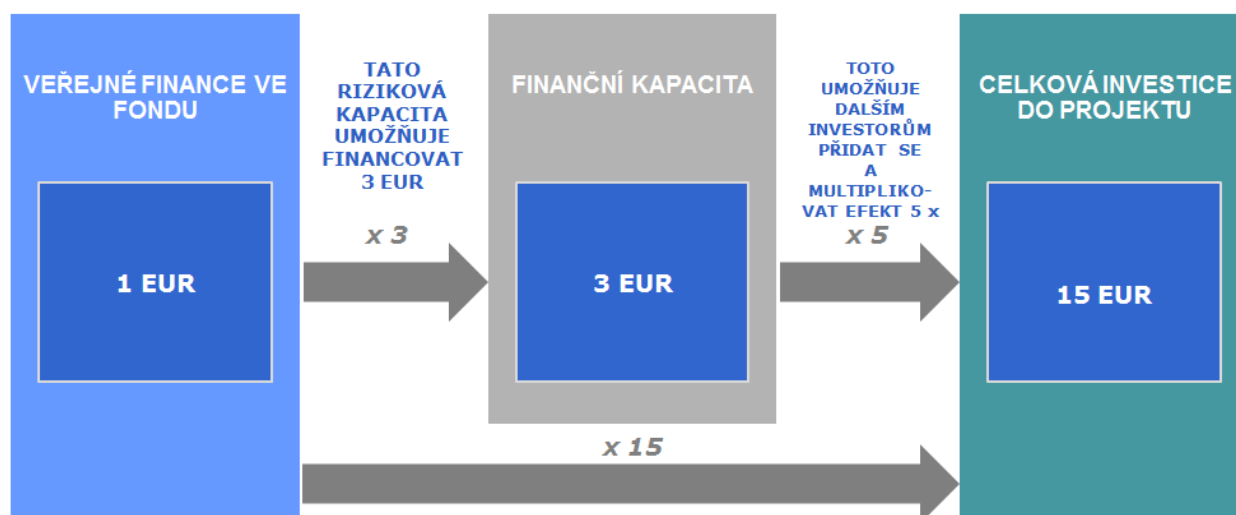 VEŘEJNÉ FINANCE VE
FONDU
1 EUR
TATO
RIZIKOVÁ
KAPACITA
UMOŽŇUJE
FINANCOVAT
3 EUR
x 3
FINANČNÍ KAPACITA
3 EUR
TOTO
UMOŽŇUJE
DALŠÍM
INVESTORŮM
PŘIDAT SE
A
MULTIPLIKO-
VAT EFEKT 5 x
x 5
CELKOVÁ INVESTICE
DO PROJEKTU
15 EUR
x 15